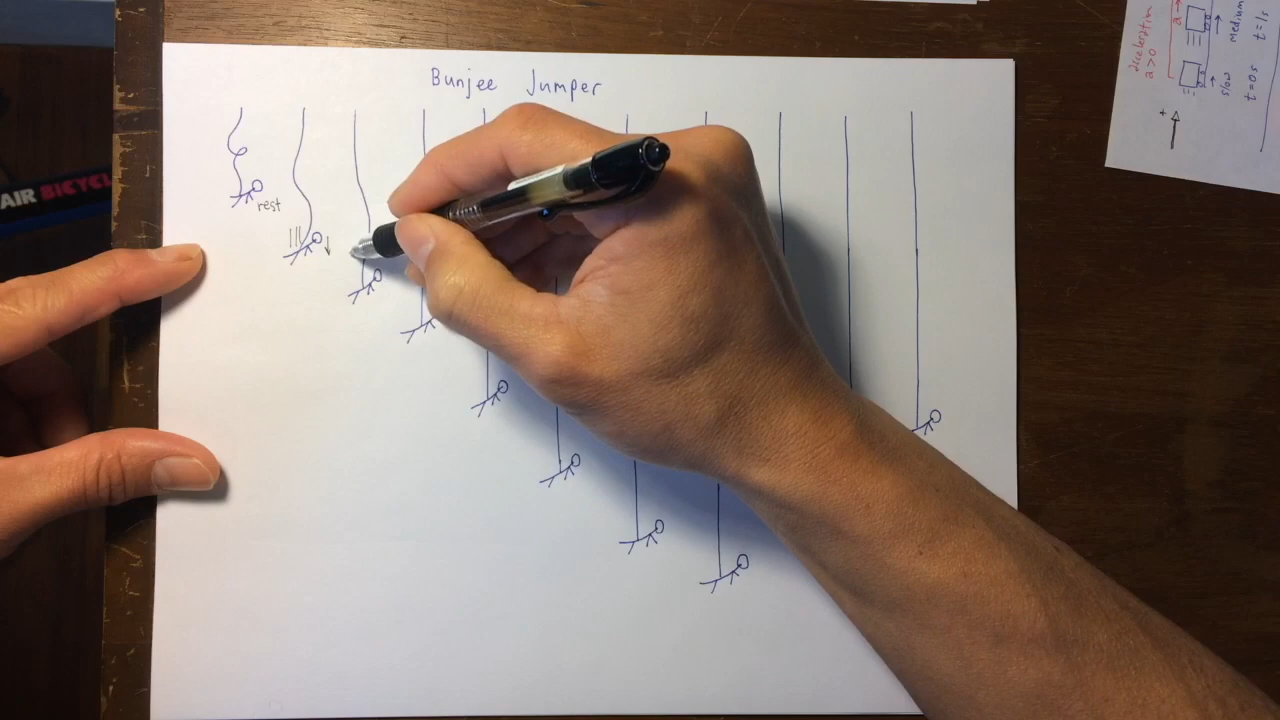 Bunjee Jumper
rest
AIR BICYCL
acceleration
a>0
a→
slow
medium
t=0s
t=1s
+